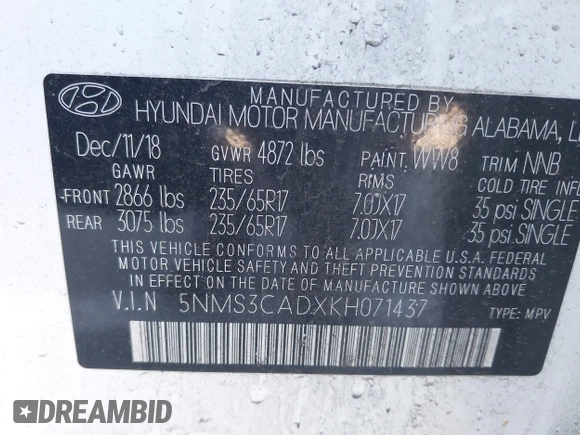 MANUFACTURED BY
HYUNDAI MOTOR MANUFACTURING ALABAMA, L
Dec/11/18 GVWR 4872 lbs PAINT. WW8 TRIM NNB
GAWR TIRES RIMS COLD TIRE INF
FRONT 2866 lbs 235/65R17 7.0JX17 35 psi SINGLE
REAR 3075 lbs 235/65R17 7.0JX17 35 psi SINGLE
THIS VEHICLE CONFORMS TO ALL APPLICABLE U.S.A. FEDERAL
MOTOR VEHICLE SAFETY AND THEFT PREVENTION STANDARDS
IN EFFECT ON THE DATE OF MANUFACTURE SHOWN ABOVE.
V.I.N 5NMS3CADXKH071437 TYPE: MPV
DREAMBID